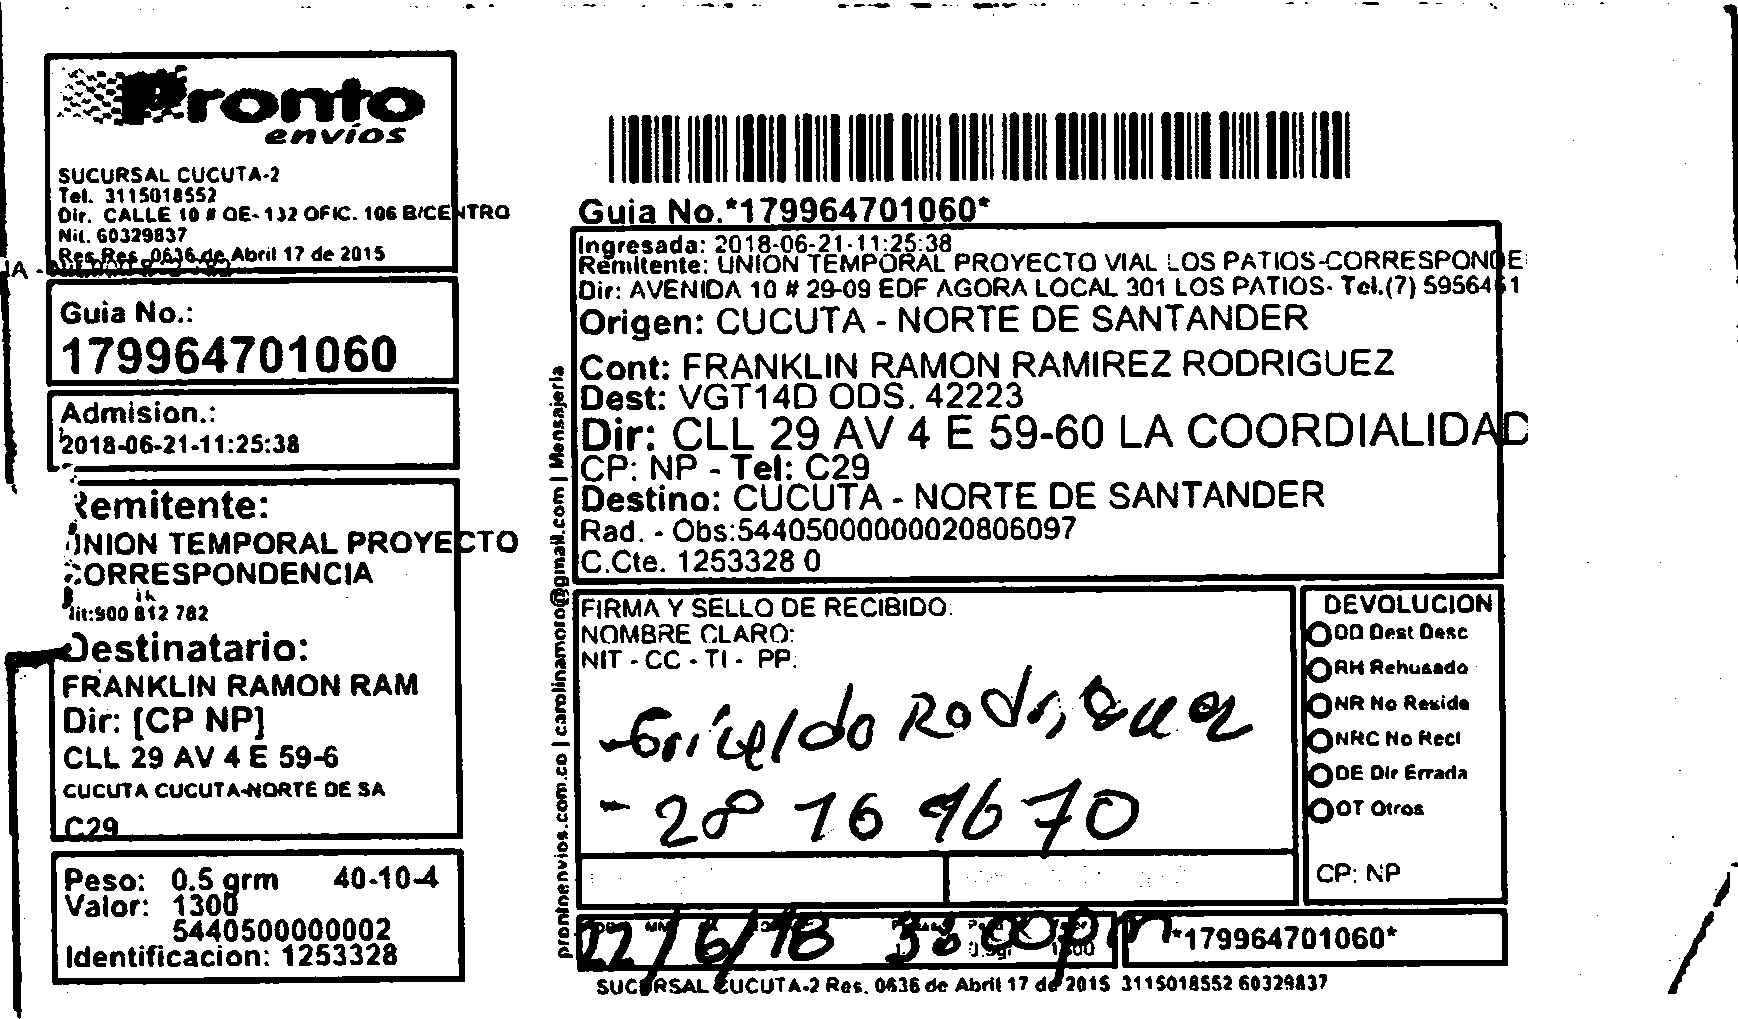 Pronto
envíos
SUCURSAL CUCUTA-2
Tel. 3115018552
Dir. CALLE 10 # OE-132 OFIC. 106 B/CENTRO
Nit. 60329837
Res.Res. 0636 de Abril 17 de 2015
Guia No.:
179964701060
Admision.:
2018-06-21-11:25:38
Remitente:
UNION TEMPORAL PROYECTO
CORRESPONDENCIA
Nit:900 812 782
Destinatario:
FRANKLIN RAMON RAM
Dir: [CP NP]
CLL 29 AV 4 E 59-6
CUCUTA CUCUTA-NORTE DE SA
C29
Peso: 0.5 grm 40-10-4
Valor: 1300
5440500000002
Identificacion: 1253328
prontoenvios.com.co | carolinamoro@gmail.com | Mensajeria
Guia No.*179964701060*
Ingresada: 2018-06-21-11:25:38
Remitente: UNION TEMPORAL PROYECTO VIAL LOS PATIOS-CORRESPONDE
Dir: AVENIDA 10 # 29-09 EDF AGORA LOCAL 301 LOS PATIOS- Tel.(7) 5956461
Origen: CUCUTA - NORTE DE SANTANDER
Cont: FRANKLIN RAMON RAMIREZ RODRIGUEZ
Dest: VGT14D ODS. 42223
Dir: CLL 29 AV 4 E 59-60 LA COORDIALIDAD
CP: NP - Tel: C29
Destino: CUCUTA - NORTE DE SANTANDER
Rad. - Obs:54405000000020806097
C.Cte. 1253328 0
FIRMA Y SELLO DE RECIBIDO:
NOMBRE CLARO:
NIT - CC - TI - PP:
-Griceldo Rodriguez
- 28 169670
DEVOLUCION
DD Dest Desc
RH Rehusado
NR No Reside
NRC No Recl
DE Dir Errada
OT Otros
CP: NP
22/6/18 3:00pm
*179964701060*
SUCURSAL CUCUTA-2 Res. 0636 de Abril 17 de 2015 3115018552 60329837